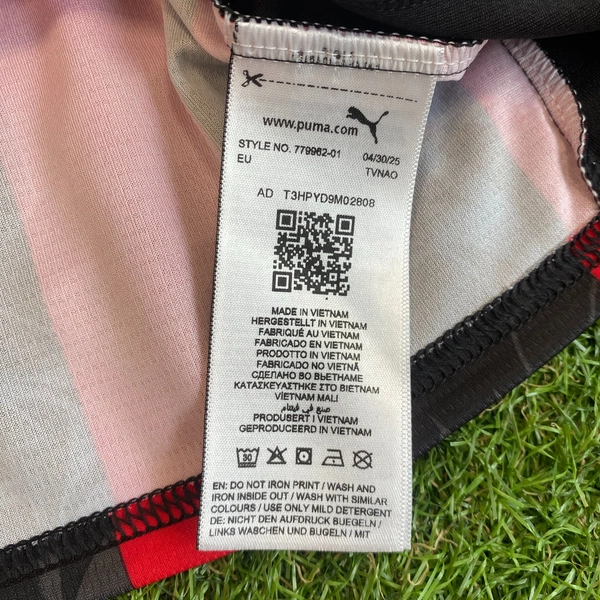 www.puma.com
STYLE NO. 779962-01 04/30/25
EU TVNAO
AD T3HPYD9M02808
MADE IN VIETNAM
HERGESTELLT IN VIETNAM
FABRIQUÉ AU VIETNAM
FABRICADO EN VIETNAM
PRODOTTO IN VIETNAM
FABRICADO NO VIETNÃ
СДЕЛАНО ВО ВЬЕТНАМЕ
ΚΑΤΑΣΚΕΥΑΣΤΗΚΕ ΣΤΟ ΒΙΕΤΝΑΜ
VIETNAM MALI
صنع في فيتنام
PRODUSERT I VIETNAM
GEPRODUCEERD IN VIETNAM
30
EN: DO NOT IRON PRINT / WASH AND
IRON INSIDE OUT / WASH WITH SIMILAR
COLOURS / USE ONLY MILD DETERGENT
DE: NICHT DEN AUFDRUCK BUEGELN /
LINKS WASCHEN UND BUGELN / MIT